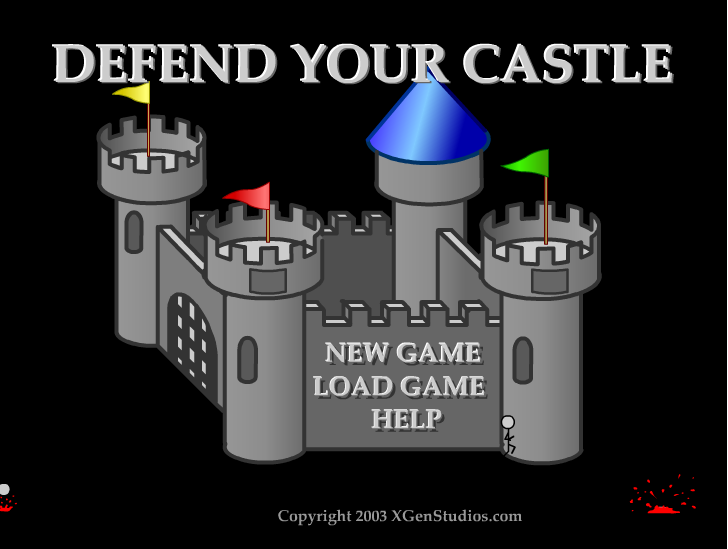 DEFEND YOUR CASTLE
NEW GAME
LOAD GAME
HELP
Copyright 2003 XGenStudios.com